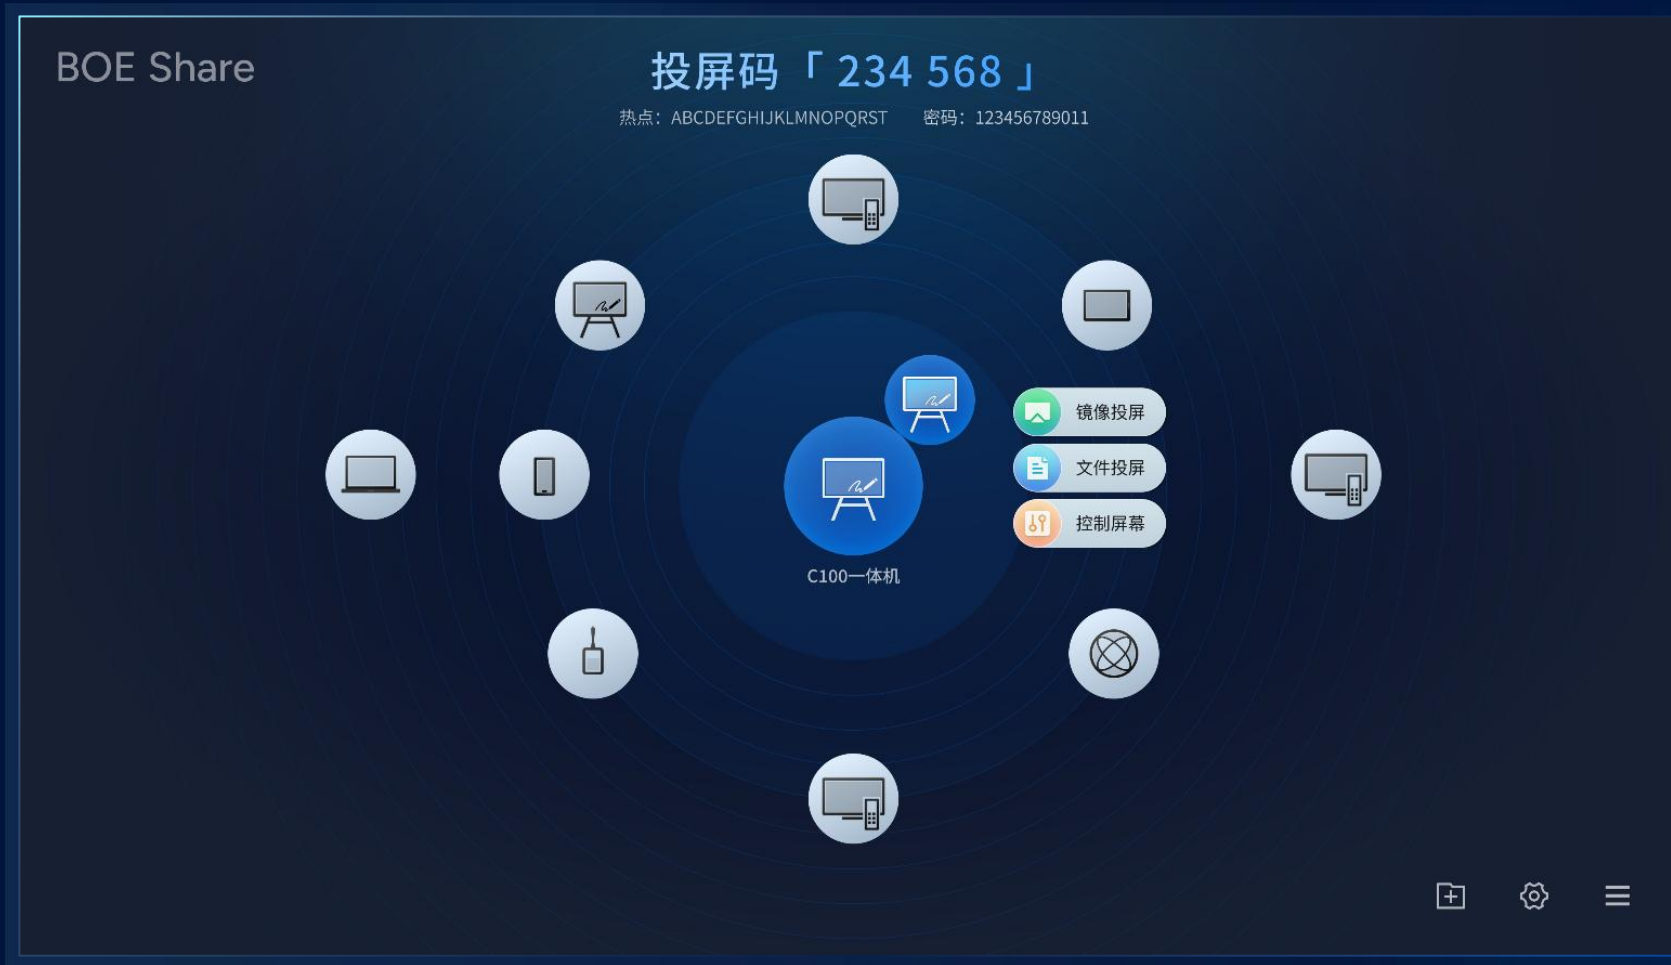 BOE Share
投屏码「 234 568 」
热点：ABCDEFGHIJKLMNOPQRST 密码：123456789011
镜像投屏
文件投屏
控制屏幕
C100一体机